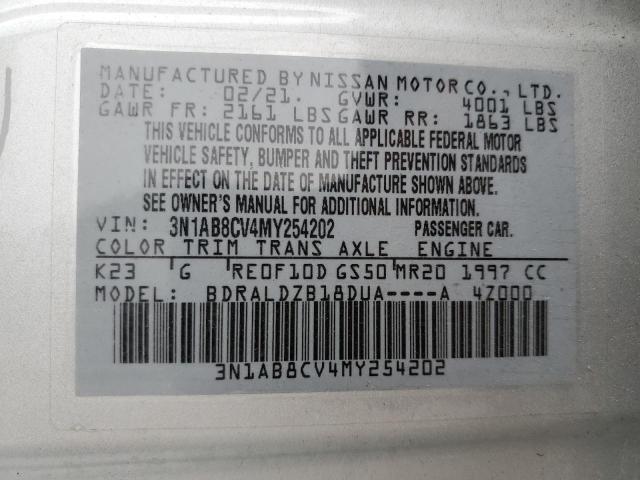 MANUFACTURED BY NISSAN MOTOR CO., LTD.
DATE: 02/21. GVWR: 4001 LBS
GAWR FR: 2161 LBS GAWR RR: 1863 LBS
THIS VEHICLE CONFORMS TO ALL APPLICABLE FEDERAL MOTOR
VEHICLE SAFETY, BUMPER AND THEFT PREVENTION STANDARDS
IN EFFECT ON THE DATE OF MANUFACTURE SHOWN ABOVE.
SEE OWNER'S MANUAL FOR ADDITIONAL INFORMATION.
VIN: 3N1AB8CV4MY254202 PASSENGER CAR.
COLOR TRIM TRANS AXLE ENGINE
K23 G RE0F10D GS50 MR20 1997 CC
MODEL: BDRALDZB18DUA----A 4Z000
3N1AB8CV4MY254202